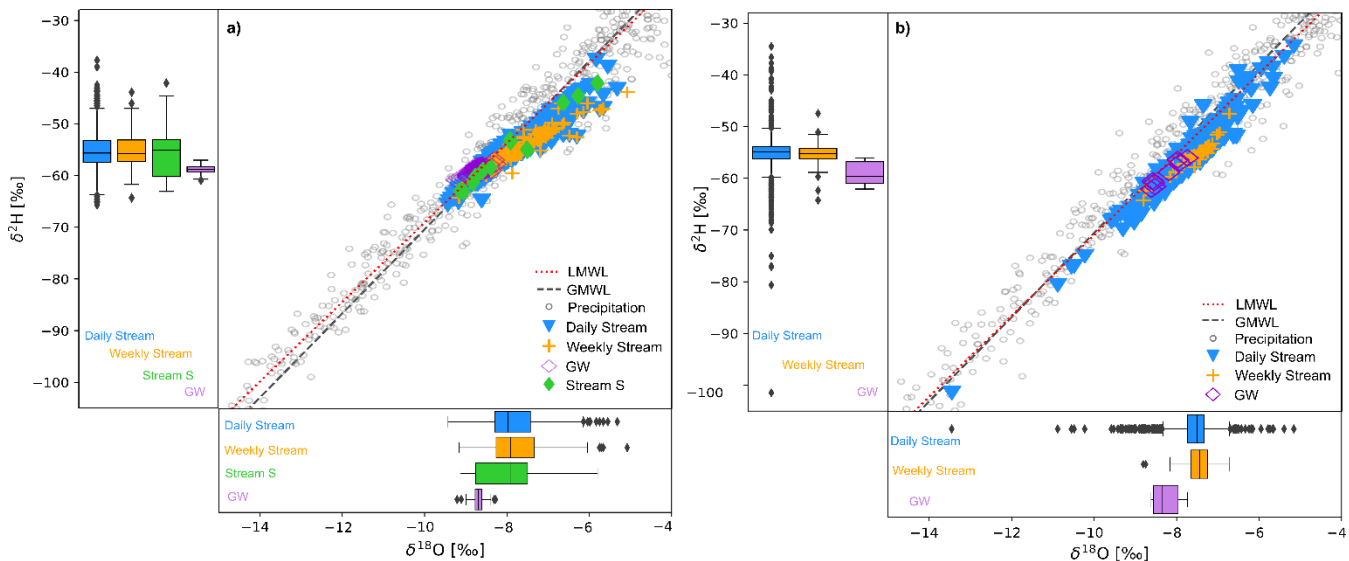 a)
−30
−40
−50
−60
−70
−80
−90
−100
δ²H [‰]
LMWL
GMWL
Precipitation
Daily Stream
Weekly Stream
GW
Stream S
Daily Stream
Weekly Stream
Stream S
GW
Daily Stream
Weekly Stream
Stream S
GW
−14 −12 −10 −8 −6 −4
δ¹⁸O [‰]
b)
−30
−40
−50
−60
−70
−80
−90
−100
δ²H [‰]
LMWL
GMWL
Precipitation
Daily Stream
Weekly Stream
GW
Daily Stream
Weekly Stream
GW
Daily Stream
Weekly Stream
GW
−14 −12 −10 −8 −6 −4
δ¹⁸O [‰]